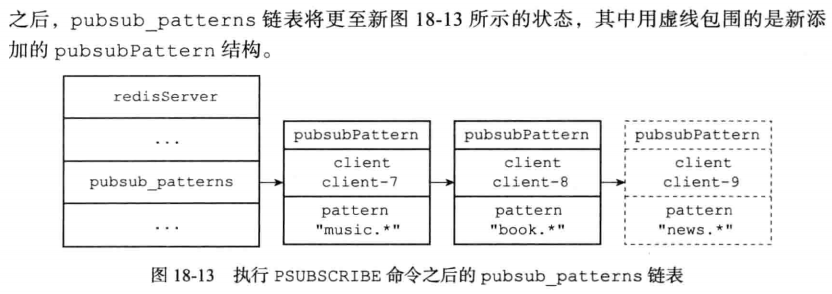 之后，pubsub_patterns 链表将更至新图 18-13 所示的状态，其中用虚线包围的是新添
加的 pubsubPattern 结构。
redisServer
...
pubsub_patterns
...
pubsubPattern
client
client-7
pattern
"music.*"
pubsubPattern
client
client-8
pattern
"book.*"
pubsubPattern
client
client-9
pattern
"news.*"
图 18-13 执行 PSUBSCRIBE 命令之后的 pubsub_patterns 链表